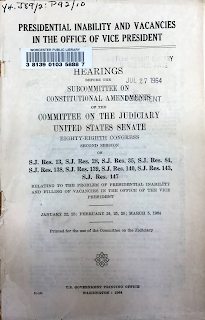 Y4.J89/2:P92/10
PRESIDENTIAL INABILITY AND VACANCIES
IN THE OFFICE OF VICE PRESIDENT
WORCESTER PUBLIC LIBRARY
3 8139 0103 5686 7
HEARINGS
BEFORE THE
JUL 27 1964
SUBCOMMITTEE ON
CONSTITUTIONAL AMENDMENTS
OF THE
COMMITTEE ON THE JUDICIARY
UNITED STATES SENATE
EIGHTY-EIGHTH CONGRESS
SECOND SESSION
ON
S.J. Res. 13, S.J. Res. 28, S.J. Res. 35, S.J. Res. 84,
S.J. Res. 138, S.J. Res. 139, S.J. Res. 140, S.J. Res. 143,
S.J. Res. 147
RELATING TO THE PROBLEM OF PRESIDENTIAL INABILITY
AND FILLING OF VACANCIES IN THE OFFICE OF THE VICE
PRESIDENT
JANUARY 22, 23; FEBRUARY 24, 25, 28; MARCH 5, 1964
Printed for the use of the Committee on the Judiciary
U.S. GOVERNMENT PRINTING OFFICE
WASHINGTON : 1964